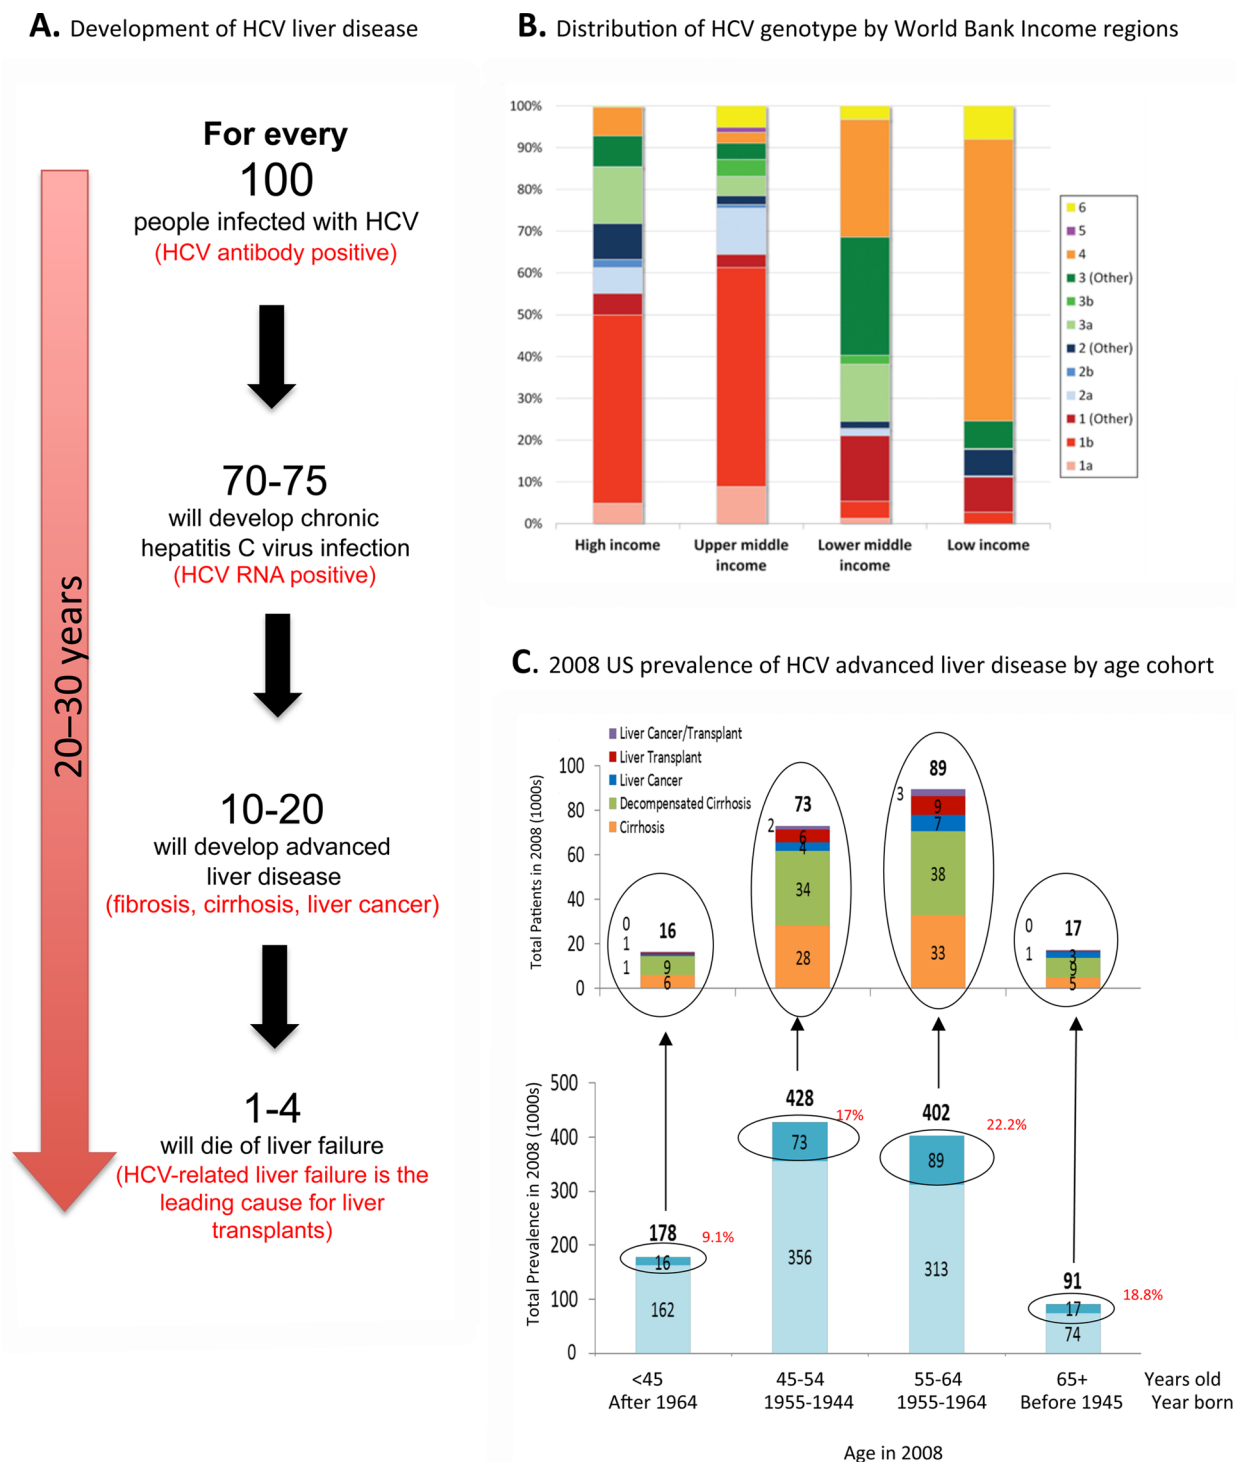 A. Development of HCV liver disease
For every
100
people infected with HCV
(HCV antibody positive)
70-75
will develop chronic
hepatitis C virus infection
(HCV RNA positive)
10-20
will develop advanced
liver disease
(fibrosis, cirrhosis, liver cancer)
1-4
will die of liver failure
(HCV-related liver failure is the
leading cause for liver
transplants)
20–30 years
B. Distribution of HCV genotype by World Bank Income regions
100%
90%
80%
70%
60%
50%
40%
30%
20%
10%
0%
High income
Upper middle
income
Lower middle
income
Low income
6
5
4
3 (Other)
3b
3a
2 (Other)
2b
2a
1 (Other)
1b
1a
C. 2008 US prevalence of HCV advanced liver disease by age cohort
Liver Cancer/Transplant
Liver Transplant
Liver Cancer
Decompensated Cirrhosis
Cirrhosis
Total Patients in 2008 (1000s)
100
80
60
40
20
0
16
0
1
1
9
6
73
2
6
4
34
28
89
3
9
7
38
33
17
0
1
3
9
5
Total Prevalence in 2008 (1000s)
500
400
300
200
100
0
178
9.1%
16
162
428
17%
73
356
402
22.2%
89
313
91
18.8%
17
74
<45 45-54 55-64 65+ Years old
After 1964 1955-1944 1955-1964 Before 1945 Year born
Age in 2008